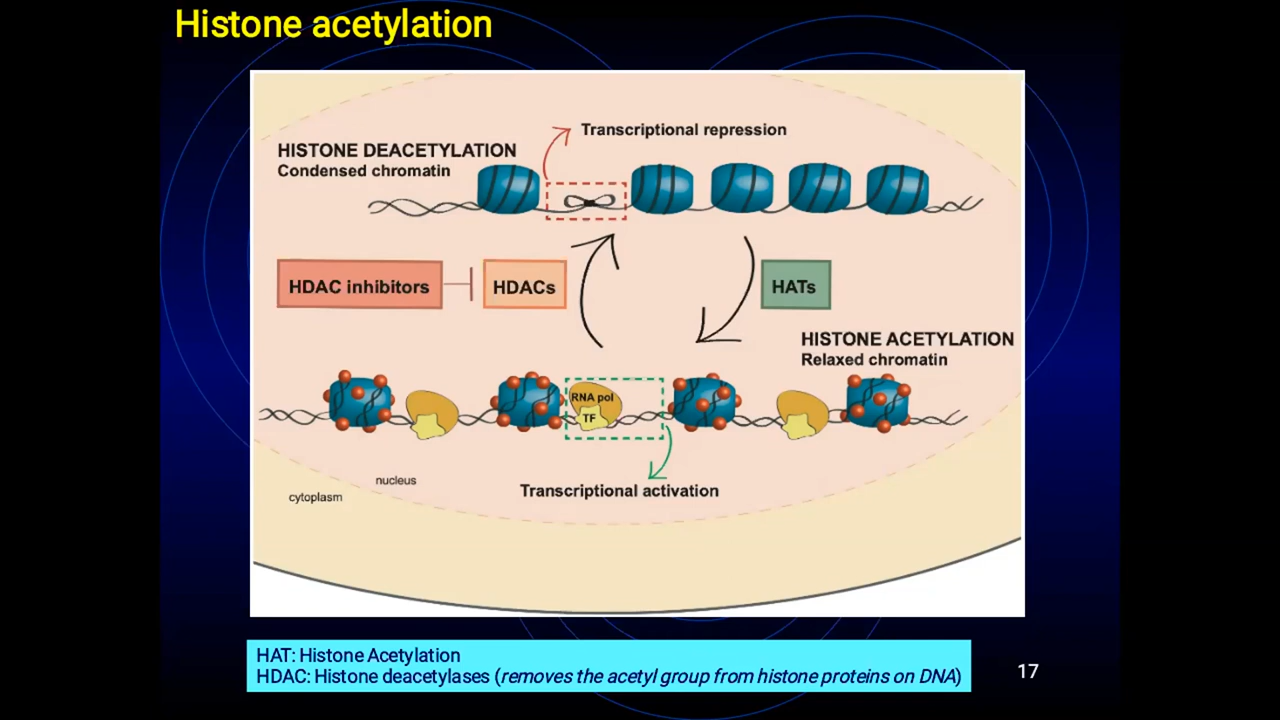 Histone acetylation
Transcriptional repression
HISTONE DEACETYLATION
Condensed chromatin
HDAC inhibitors
HDACs
HATs
HISTONE ACETYLATION
Relaxed chromatin
RNA pol
TF
Transcriptional activation
nucleus
cytoplasm
HAT: Histone Acetylation
HDAC: Histone deacetylases (removes the acetyl group from histone proteins on DNA)
17